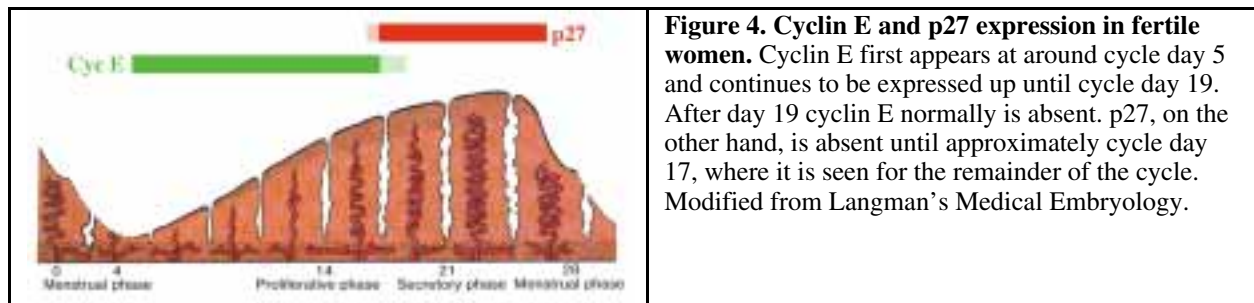 p27
Cyc E
0 4 14 21 28
Menstrual phase Proliferative phase Secretory phase Menstrual phase
Figure 4. Cyclin E and p27 expression in fertile
women. Cyclin E first appears at around cycle day 5
and continues to be expressed up until cycle day 19.
After day 19 cyclin E normally is absent. p27, on the
other hand, is absent until approximately cycle day
17, where it is seen for the remainder of the cycle.
Modified from Langman's Medical Embryology.